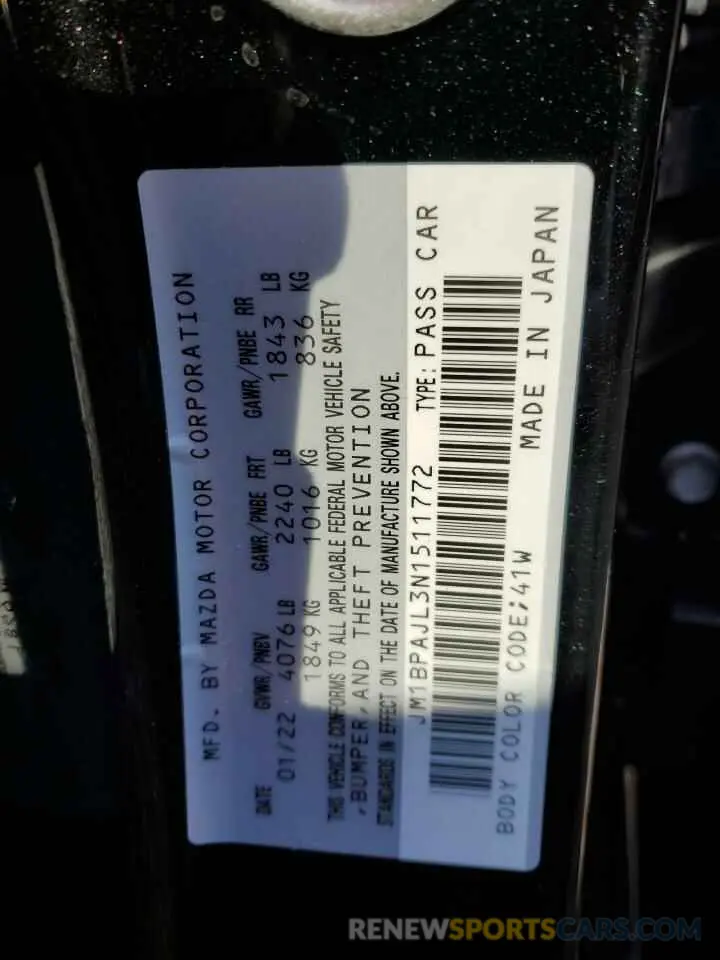 MFD. BY MAZDA MOTOR CORPORATION
DATE GVWR/PNBV GAWR/PNBE FRT GAWR/PNBE RR
01/22 4076 LB 2240 LB 1843 LB
1849 KG 1016 KG 836 KG
THIS VEHICLE CONFORMS TO ALL APPLICABLE FEDERAL MOTOR VEHICLE SAFETY
,BUMPER, AND THEFT PREVENTION
STANDARDS IN EFFECT ON THE DATE OF MANUFACTURE SHOWN ABOVE.
JM1BPAJL3N1511772 TYPE: PASS CAR
BODY COLOR CODE;41W MADE IN JAPAN
RENEWSPORTSCARS.COM